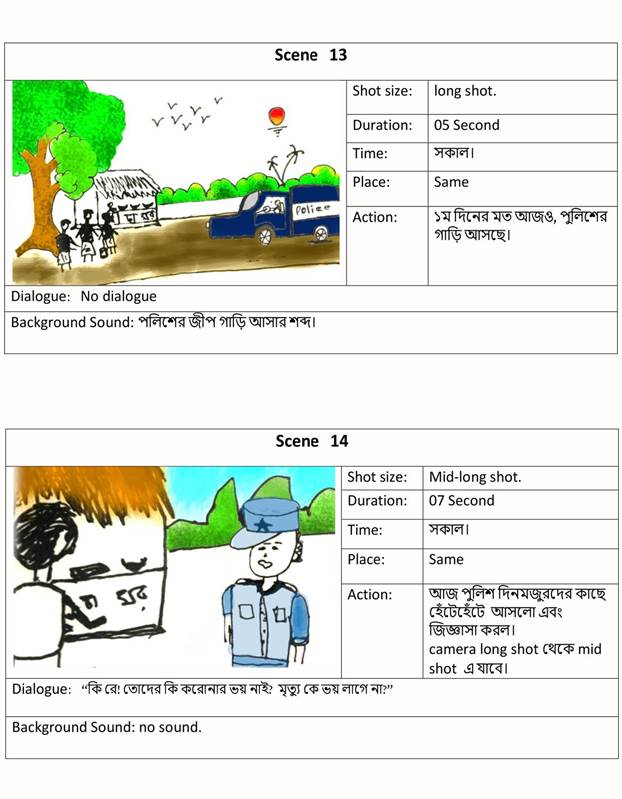 Scene 13
Police
চা ঘর
Shot size: long shot.
Duration: 05 Second
Time: সকাল।
Place: Same
Action: ১ম দিনের মত আজও, পুলিশের
গাড়ি আসছে।
Dialogue: No dialogue
Background Sound: পলিশের জীপ গাড়ি আসার শব্দ।
Scene 14
চা ঘর
Shot size: Mid-long shot.
Duration: 07 Second
Time: সকাল।
Place: Same
Action: আজ পুলিশ দিনমজুরদের কাছে
হেঁটেহেঁটে আসলো এবং
জিজ্ঞাসা করল।
camera long shot থেকে mid
shot এ যাবে।
Dialogue: “কি রে! তোদের কি করোনার ভয় নাই? মৃত্যু কে ভয় লাগে না?”
Background Sound: no sound.